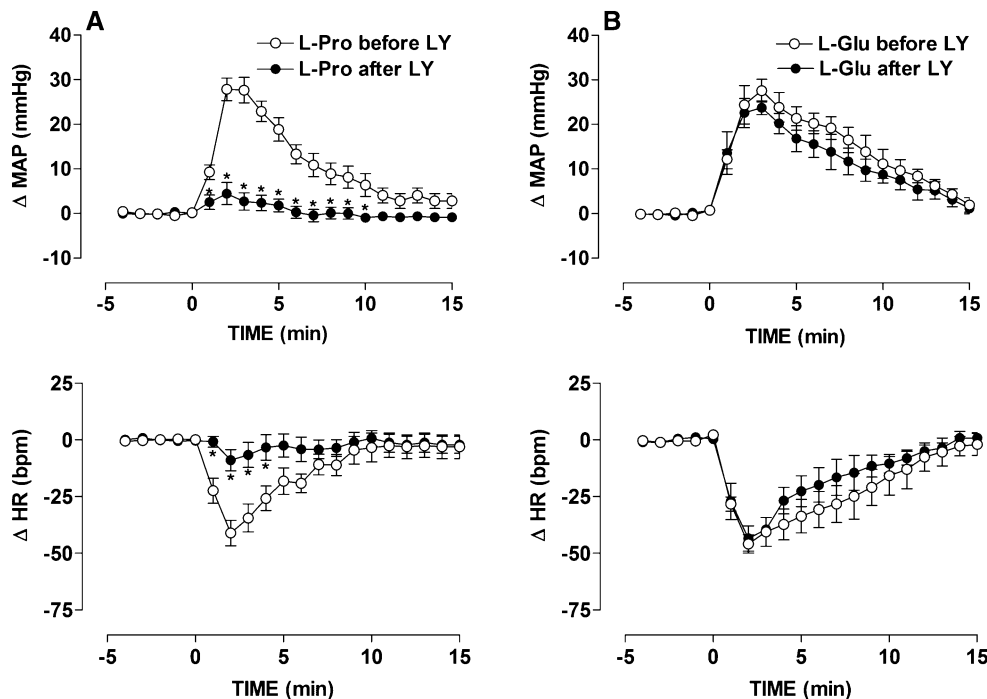 A
L-Pro before LY
L-Pro after LY
Δ MAP (mmHg)
40
30
20
10
0
-10
* * * * * * * * * *
-5 0 5 10 15
TIME (min)
B
L-Glu before LY
L-Glu after LY
Δ MAP (mmHg)
40
30
20
10
0
-10
-5 0 5 10 15
TIME (min)
Δ HR (bpm)
25
0
-25
-50
-75
* * * *
-5 0 5 10 15
TIME (min)
Δ HR (bpm)
25
0
-25
-50
-75
-5 0 5 10 15
TIME (min)